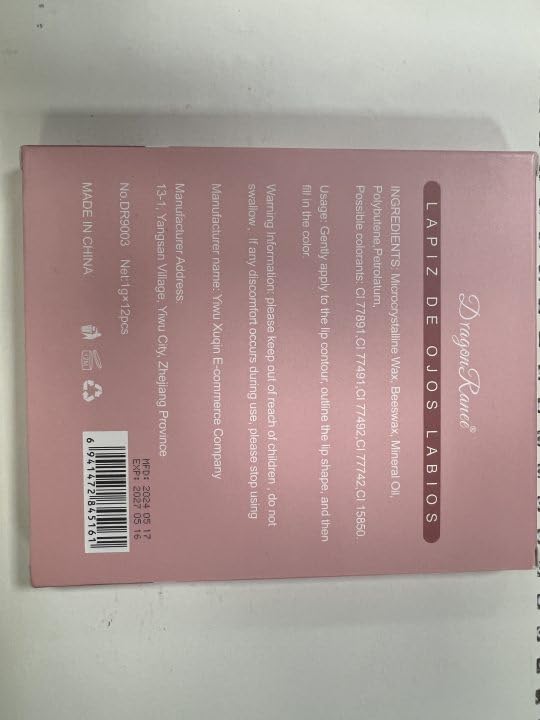 DragonRanee®
LAPIZ DE OJOS LABIOS
INGREDIENTS: Microcrystalline Wax, Beeswax, Mineral Oil,
Polybutene,Petrolatum,
Possible colorants: CI 77891,CI 77491,CI 77492,CI 77742,CI 15850.
Usage: Gently apply to the lip contour, outline the lip shape, and then
fill in the color.
Warning Information: please keep out of reach of children , do not
swallow , If any discomfort occurs during use, please stop using
Manufacturer name: Yiwu Xuqin E-commerce Company
Manufacturer Address:
13-1, Yangsan Village, Yiwu City, Zhejiang Province
No.DR9003 Net:1g×12pcs
MADE IN CHINA
MFD: 2024 05 17
EXP: 2027 05 16
6 941472 845161